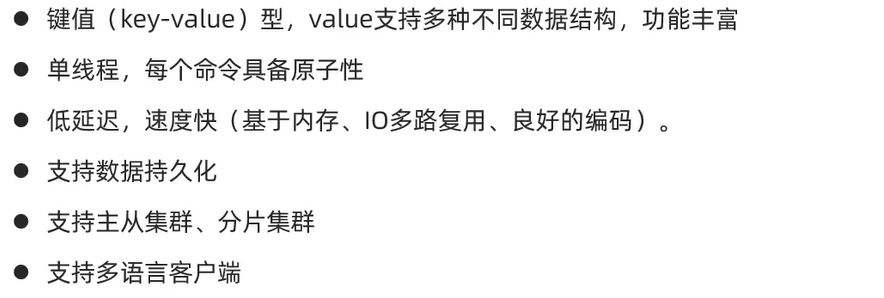 ● 键值（key-value）型，value支持多种不同数据结构，功能丰富
● 单线程，每个命令具备原子性
● 低延迟，速度快（基于内存、IO多路复用、良好的编码）。
● 支持数据持久化
● 支持主从集群、分片集群
● 支持多语言客户端